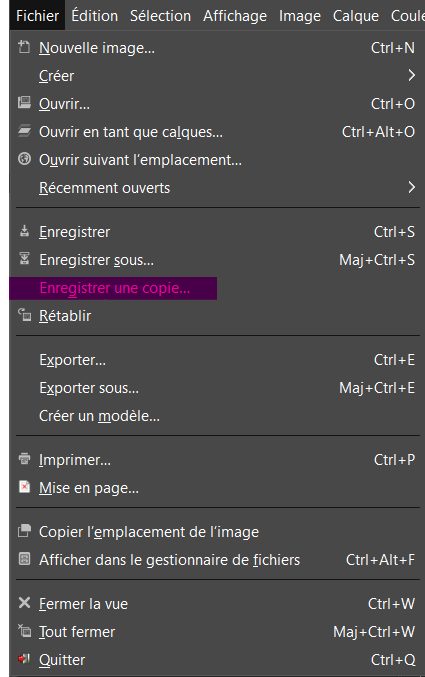 Fichier Édition Sélection Affichage Image Calque Coule
Nouvelle image... Ctrl+N
Créer
Ouvrir... Ctrl+O
Ouvrir en tant que calques... Ctrl+Alt+O
Ouvrir suivant l'emplacement...
Récemment ouverts
Enregistrer Ctrl+S
Enregistrer sous... Maj+Ctrl+S
Enregistrer une copie...
Rétablir
Exporter... Ctrl+E
Exporter sous... Maj+Ctrl+E
Créer un modèle...
Imprimer... Ctrl+P
Mise en page...
Copier l'emplacement de l'image
Afficher dans le gestionnaire de fichiers Ctrl+Alt+F
Fermer la vue Ctrl+W
Tout fermer Maj+Ctrl+W
Quitter Ctrl+Q